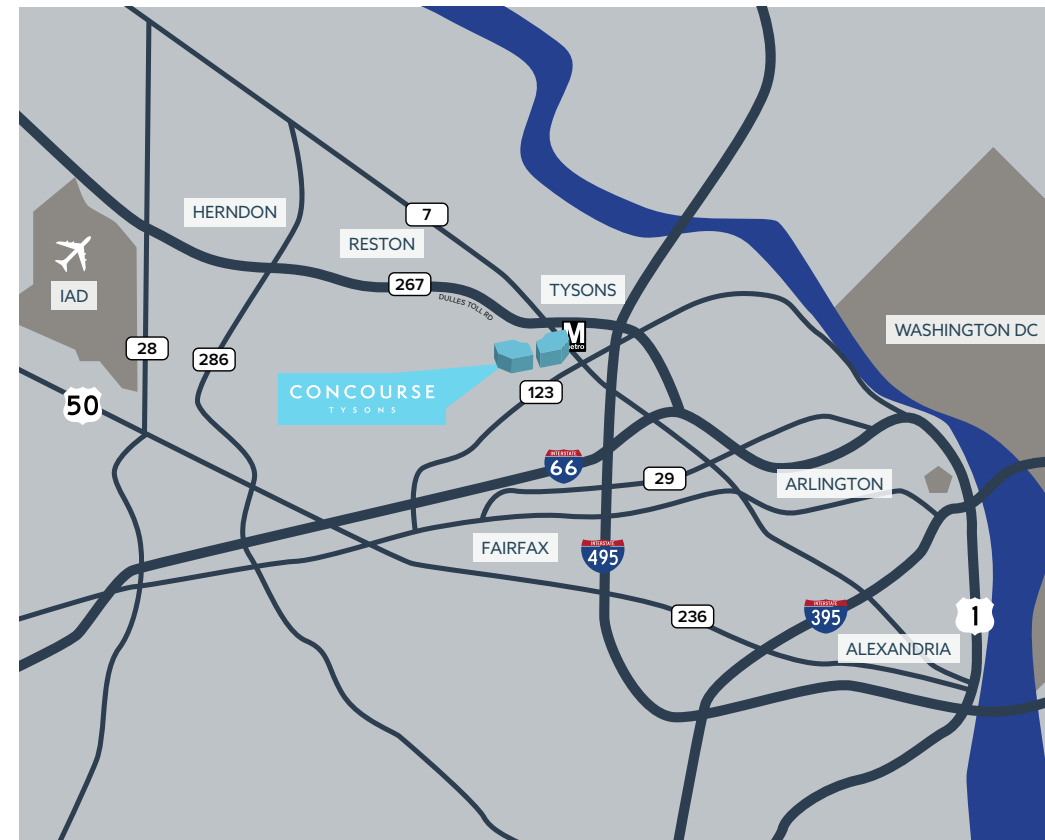 HERNDON
7
RESTON
267
DULLES TOLL RD
TYSONS
IAD
WASHINGTON DC
M
metro
28
286
50
CONCOURSE
TYSONS
123
INTERSTATE
66
29
ARLINGTON
FAIRFAX
INTERSTATE
495
236
INTERSTATE
395
1
ALEXANDRIA